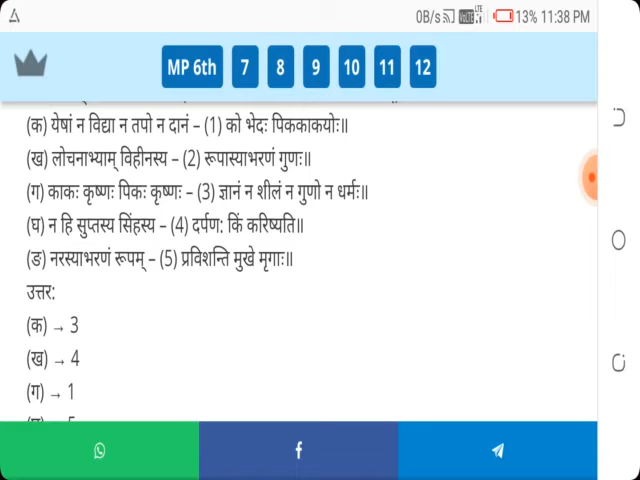 0B/s VoLTE LTE 13% 11:38 PM
MP 6th 7 8 9 10 11 12
(क) येषां न विद्या न तपो न दानं – (1) को भेदः पिककाकयोः॥
(ख) लोचनाभ्याम् विहीनस्य – (2) रूपास्याभरणं गुणः॥
(ग) काकः कृष्णः पिकः कृष्णः – (3) ज्ञानं न शीलं न गुणो न धर्मः॥
(घ) न हि सुप्तस्य सिंहस्य – (4) दर्पण: किं करिष्यति॥
(ङ) नरस्याभरणं रूपम् – (5) प्रविशन्ति मुखे मृगाः॥
उत्तर:
(क) → 3
(ख) → 4
(ग) → 1